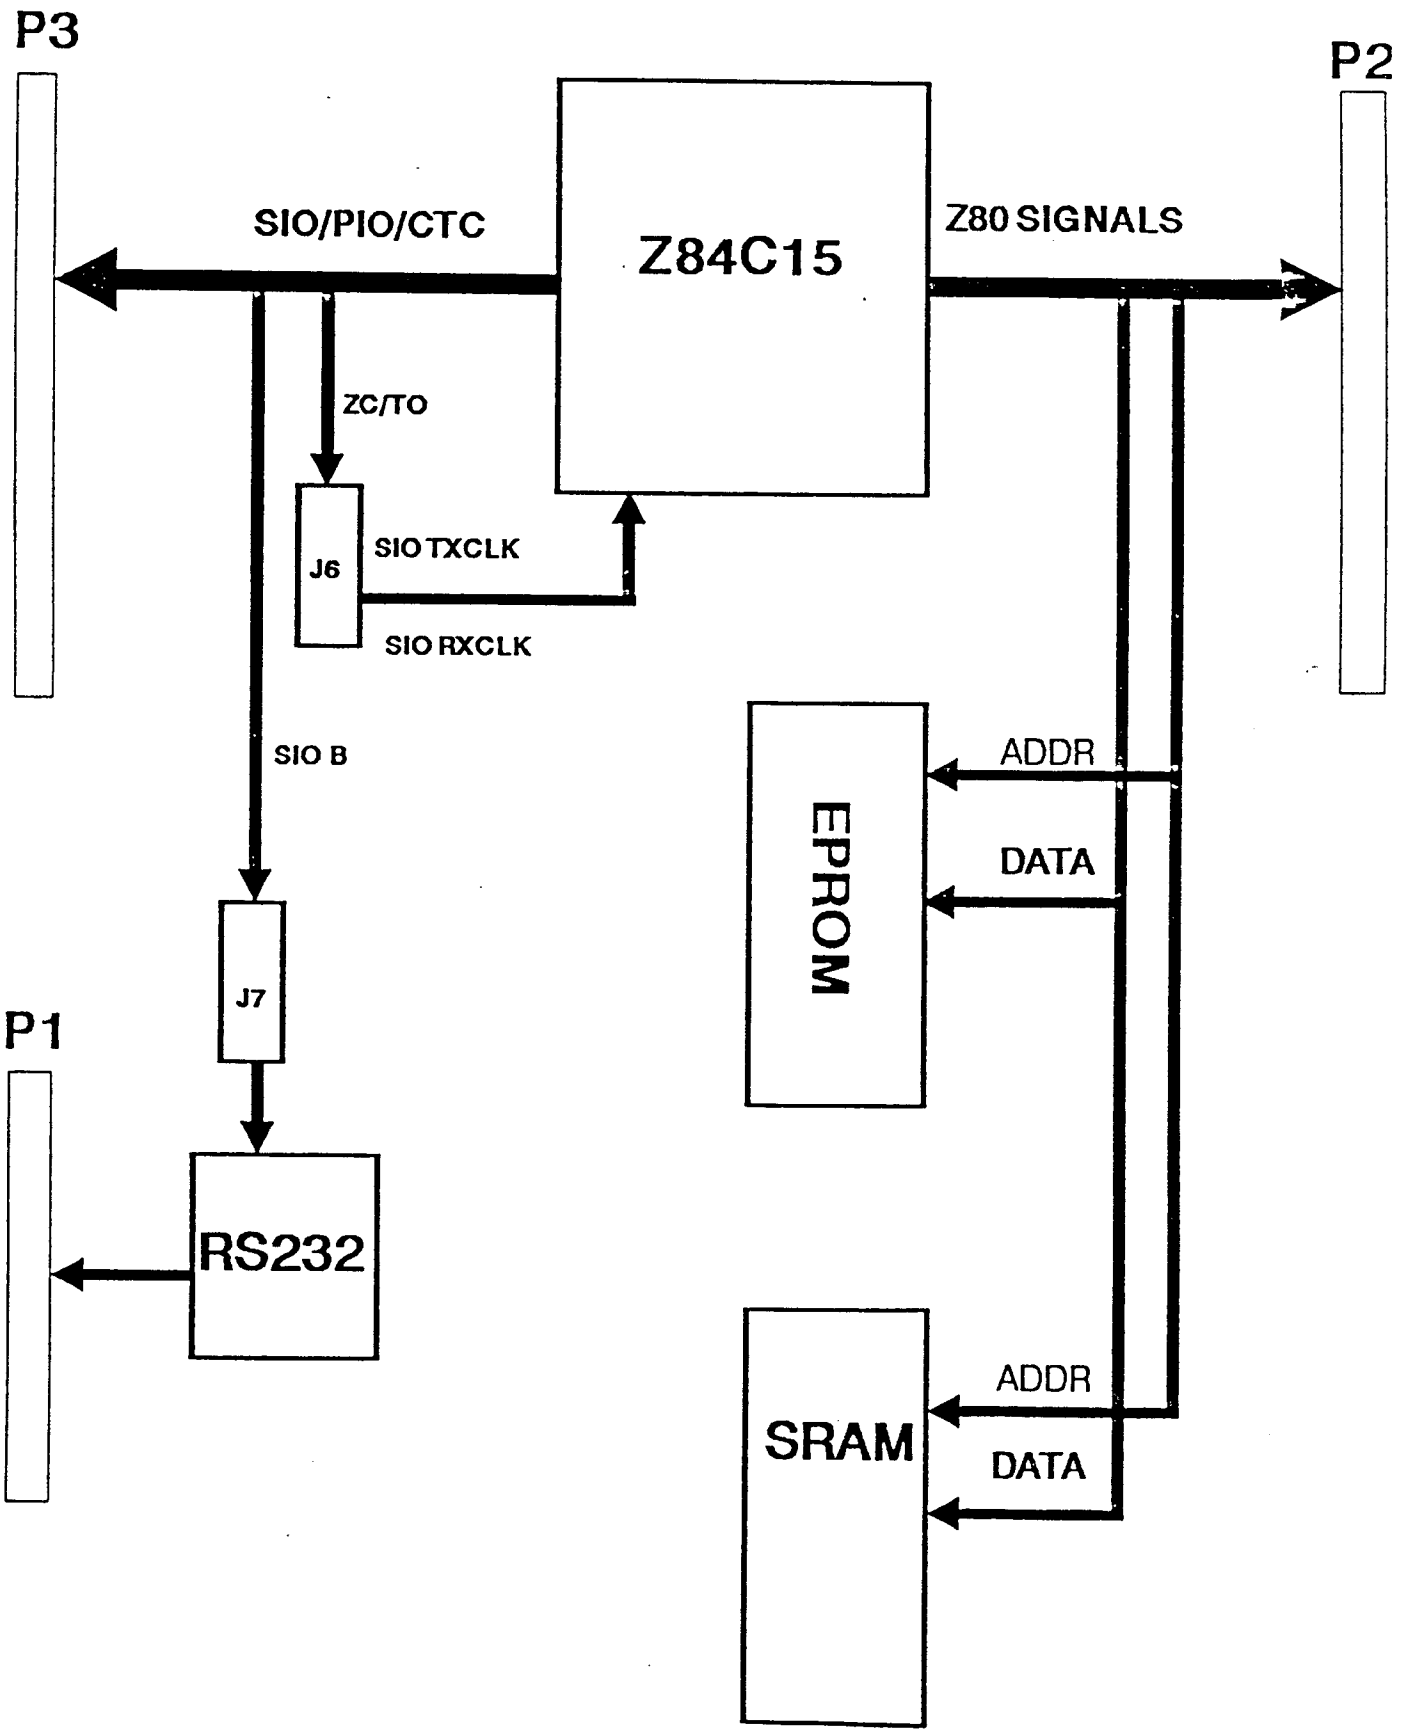 P3
P2
SIO/PIO/CTC
Z84C15
Z80 SIGNALS
ZC/TO
SIO TXCLK
J6
SIO RXCLK
SIO B
ADDR
EPROM
DATA
J7
P1
RS232
ADDR
SRAM
DATA